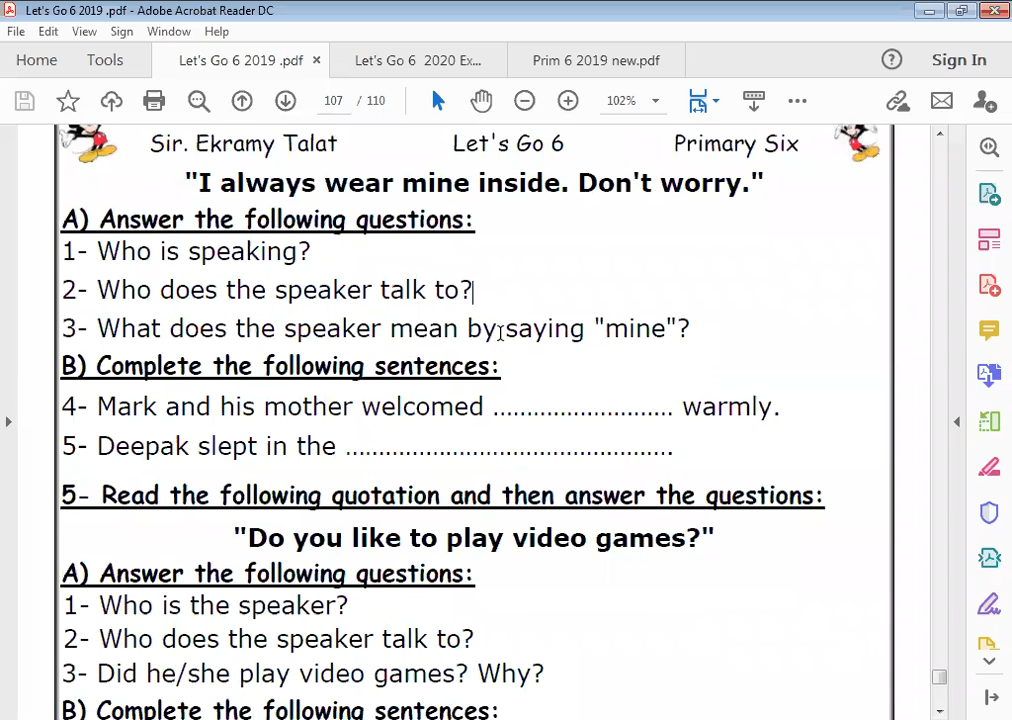 Let's Go 6 2019 .pdf - Adobe Acrobat Reader DC
File Edit View Sign Window Help
Home Tools Let's Go 6 2019 .pdf × Let's Go 6 2020 Ex... Prim 6 2019 new.pdf Sign In
107 / 110 102%
Sir. Ekramy Talat Let's Go 6 Primary Six
"I always wear mine inside. Don't worry."
A) Answer the following questions:
1- Who is speaking?
2- Who does the speaker talk to?
3- What does the speaker mean by saying "mine"?
B) Complete the following sentences:
4- Mark and his mother welcomed ........................... warmly.
5- Deepak slept in the .................................................
5- Read the following quotation and then answer the questions:
"Do you like to play video games?"
A) Answer the following questions:
1- Who is the speaker?
2- Who does the speaker talk to?
3- Did he/she play video games? Why?
B) Complete the following sentences: